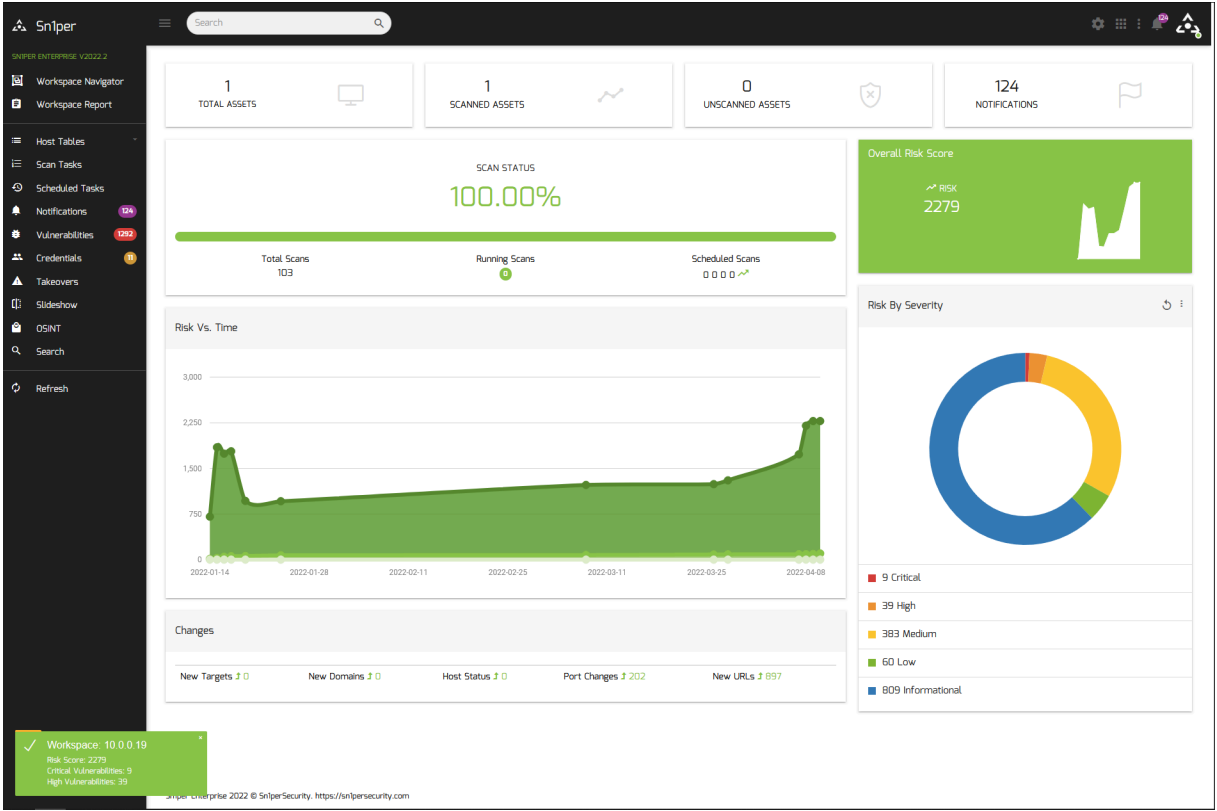 Sn1per
Search
124
SN1PER ENTERPRISE V2022.2
Workspace Navigator
Workspace Report
Host Tables
Scan Tasks
Scheduled Tasks
Notifications 124
Vulnerabilities 1292
Credentials 11
Takeovers
Slideshow
OSINT
Search
Refresh
1
TOTAL ASSETS
1
SCANNED ASSETS
0
UNSCANNED ASSETS
124
NOTIFICATIONS
SCAN STATUS
100.00%
Total Scans
103
Running Scans
0
Scheduled Scans
0 0 0 0
Overall Risk Score
RISK
2279
Risk Vs. Time
3,000
2,250
1,500
750
0
2022-01-14 2022-01-28 2022-02-11 2022-02-25 2022-03-11 2022-03-25 2022-04-08
Risk By Severity
9 Critical
39 High
383 Medium
60 Low
809 Informational
Changes
New Targets 0 New Domains 0 Host Status 0 Port Changes 202 New URLs 897
Workspace: 10.0.0.19
Risk Score: 2279
Critical Vulnerabilities: 9
High Vulnerabilities: 39
Sn1per Enterprise 2022 © Sn1perSecurity. https://sn1persecurity.com